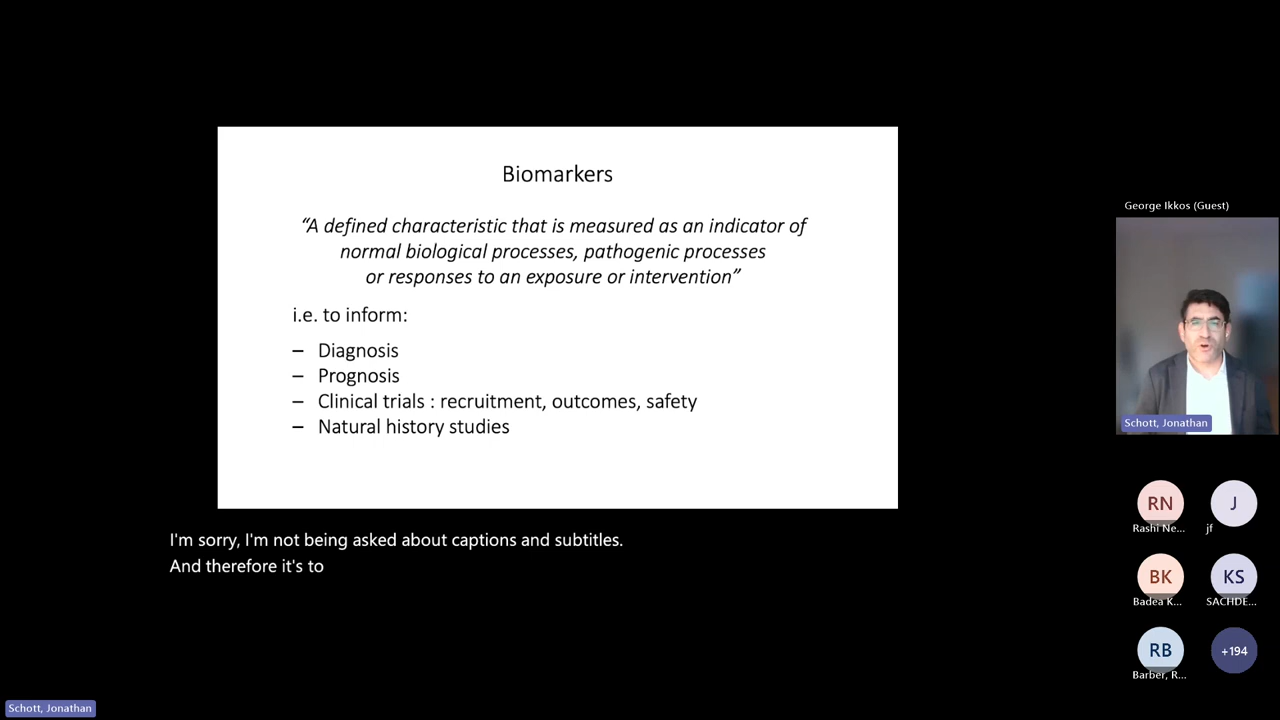 Biomarkers
“A defined characteristic that is measured as an indicator of
normal biological processes, pathogenic processes
or responses to an exposure or intervention”
i.e. to inform:
– Diagnosis
– Prognosis
– Clinical trials : recruitment, outcomes, safety
– Natural history studies
I'm sorry, I'm not being asked about captions and subtitles.
And therefore it's to
George Ikkos (Guest)
Schott, Jonathan
RN
J
Rashi Ne...
jf
BK
KS
Badea K...
SACHDE...
RB
+194
Barber, R...
Schott, Jonathan